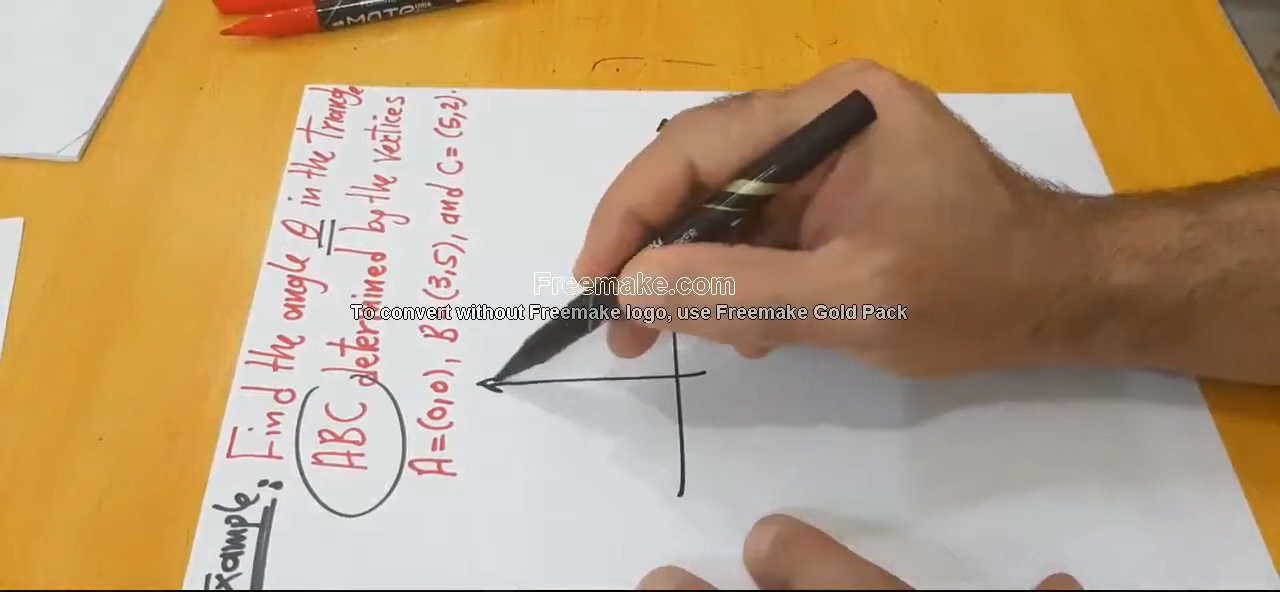 Example: Find the angle θ in the triangle
ABC determined by the vertices
A=(0,0), B (3,5), and C=(5,2).
Freemake.com
To convert without Freemake logo, use Freemake Gold Pack